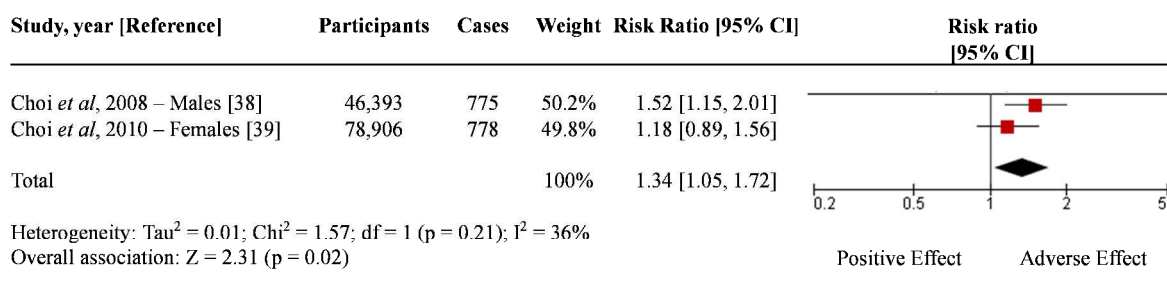 Study, year [Reference] Participants Cases Weight Risk Ratio [95% CI] Risk ratio
[95% CI]
Choi et al, 2008 – Males [38] 46,393 775 50.2% 1.52 [1.15, 2.01]
Choi et al, 2010 – Females [39] 78,906 778 49.8% 1.18 [0.89, 1.56]
Total 100% 1.34 [1.05, 1.72]
0.2 0.5 1 2 5
Heterogeneity: Tau² = 0.01; Chi² = 1.57; df = 1 (p = 0.21); I² = 36%
Overall association: Z = 2.31 (p = 0.02) Positive Effect Adverse Effect